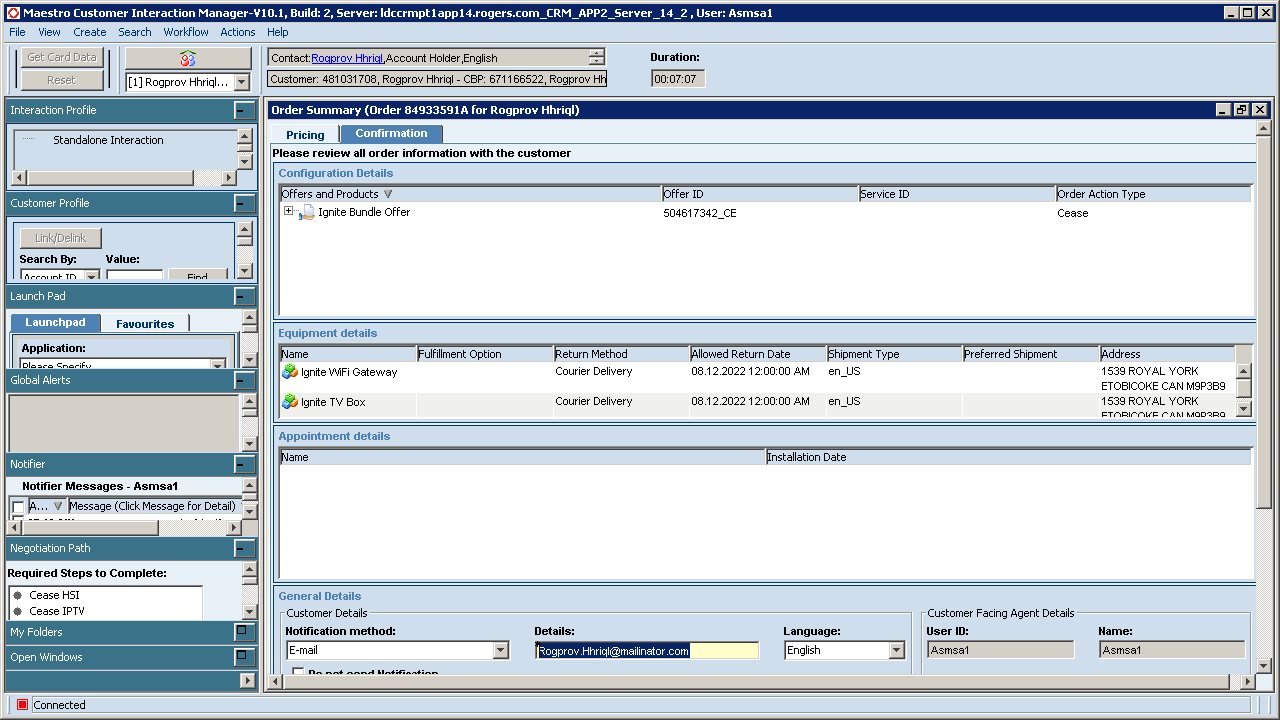 Maestro Customer Interaction Manager-V10.1, Build: 2, Server: ldccrmpt1app14.rogers.com_CRM_APP2_Server_14_2 , User: Asmsa1
File View Create Search Workflow Actions Help
Get Card Data
Reset
[1] Rogprov Hhriql...
Contact:Rogprov Hhriql,Account Holder,English
Customer: 481031708, Rogprov Hhriql - CBP: 671166522, Rogprov Hh
Duration:
00:07:07
Interaction Profile
Standalone Interaction
Customer Profile
Link/Delink
Search By: Value:
Account ID Find
Launch Pad
Launchpad Favourites
Application:
Please Specify
Global Alerts
Notifier
Notifier Messages - Asmsa1
A... Message (Click Message for Detail)
Negotiation Path
Required Steps to Complete:
Cease HSI
Cease IPTV
My Folders
Open Windows
Order Summary (Order 84933591A for Rogprov Hhriql)
Pricing Confirmation
Please review all order information with the customer
Configuration Details
Offers and Products Offer ID Service ID Order Action Type
Ignite Bundle Offer 504617342_CE Cease
Equipment details
Name Fulfillment Option Return Method Allowed Return Date Shipment Type Preferred Shipment Address
Ignite WiFi Gateway Courier Delivery 08.12.2022 12:00:00 AM en_US 1539 ROYAL YORK
ETOBICOKE CAN M9P3B9
Ignite TV Box Courier Delivery 08.12.2022 12:00:00 AM en_US 1539 ROYAL YORK
ETOBICOKE CAN M9P3B9
Appointment details
Name Installation Date
General Details
Customer Details Customer Facing Agent Details
Notification method: Details: Language: User ID: Name:
E-mail Rogprov.Hhriql@mailinator.com English Asmsa1 Asmsa1
Do not send Notification
Connected